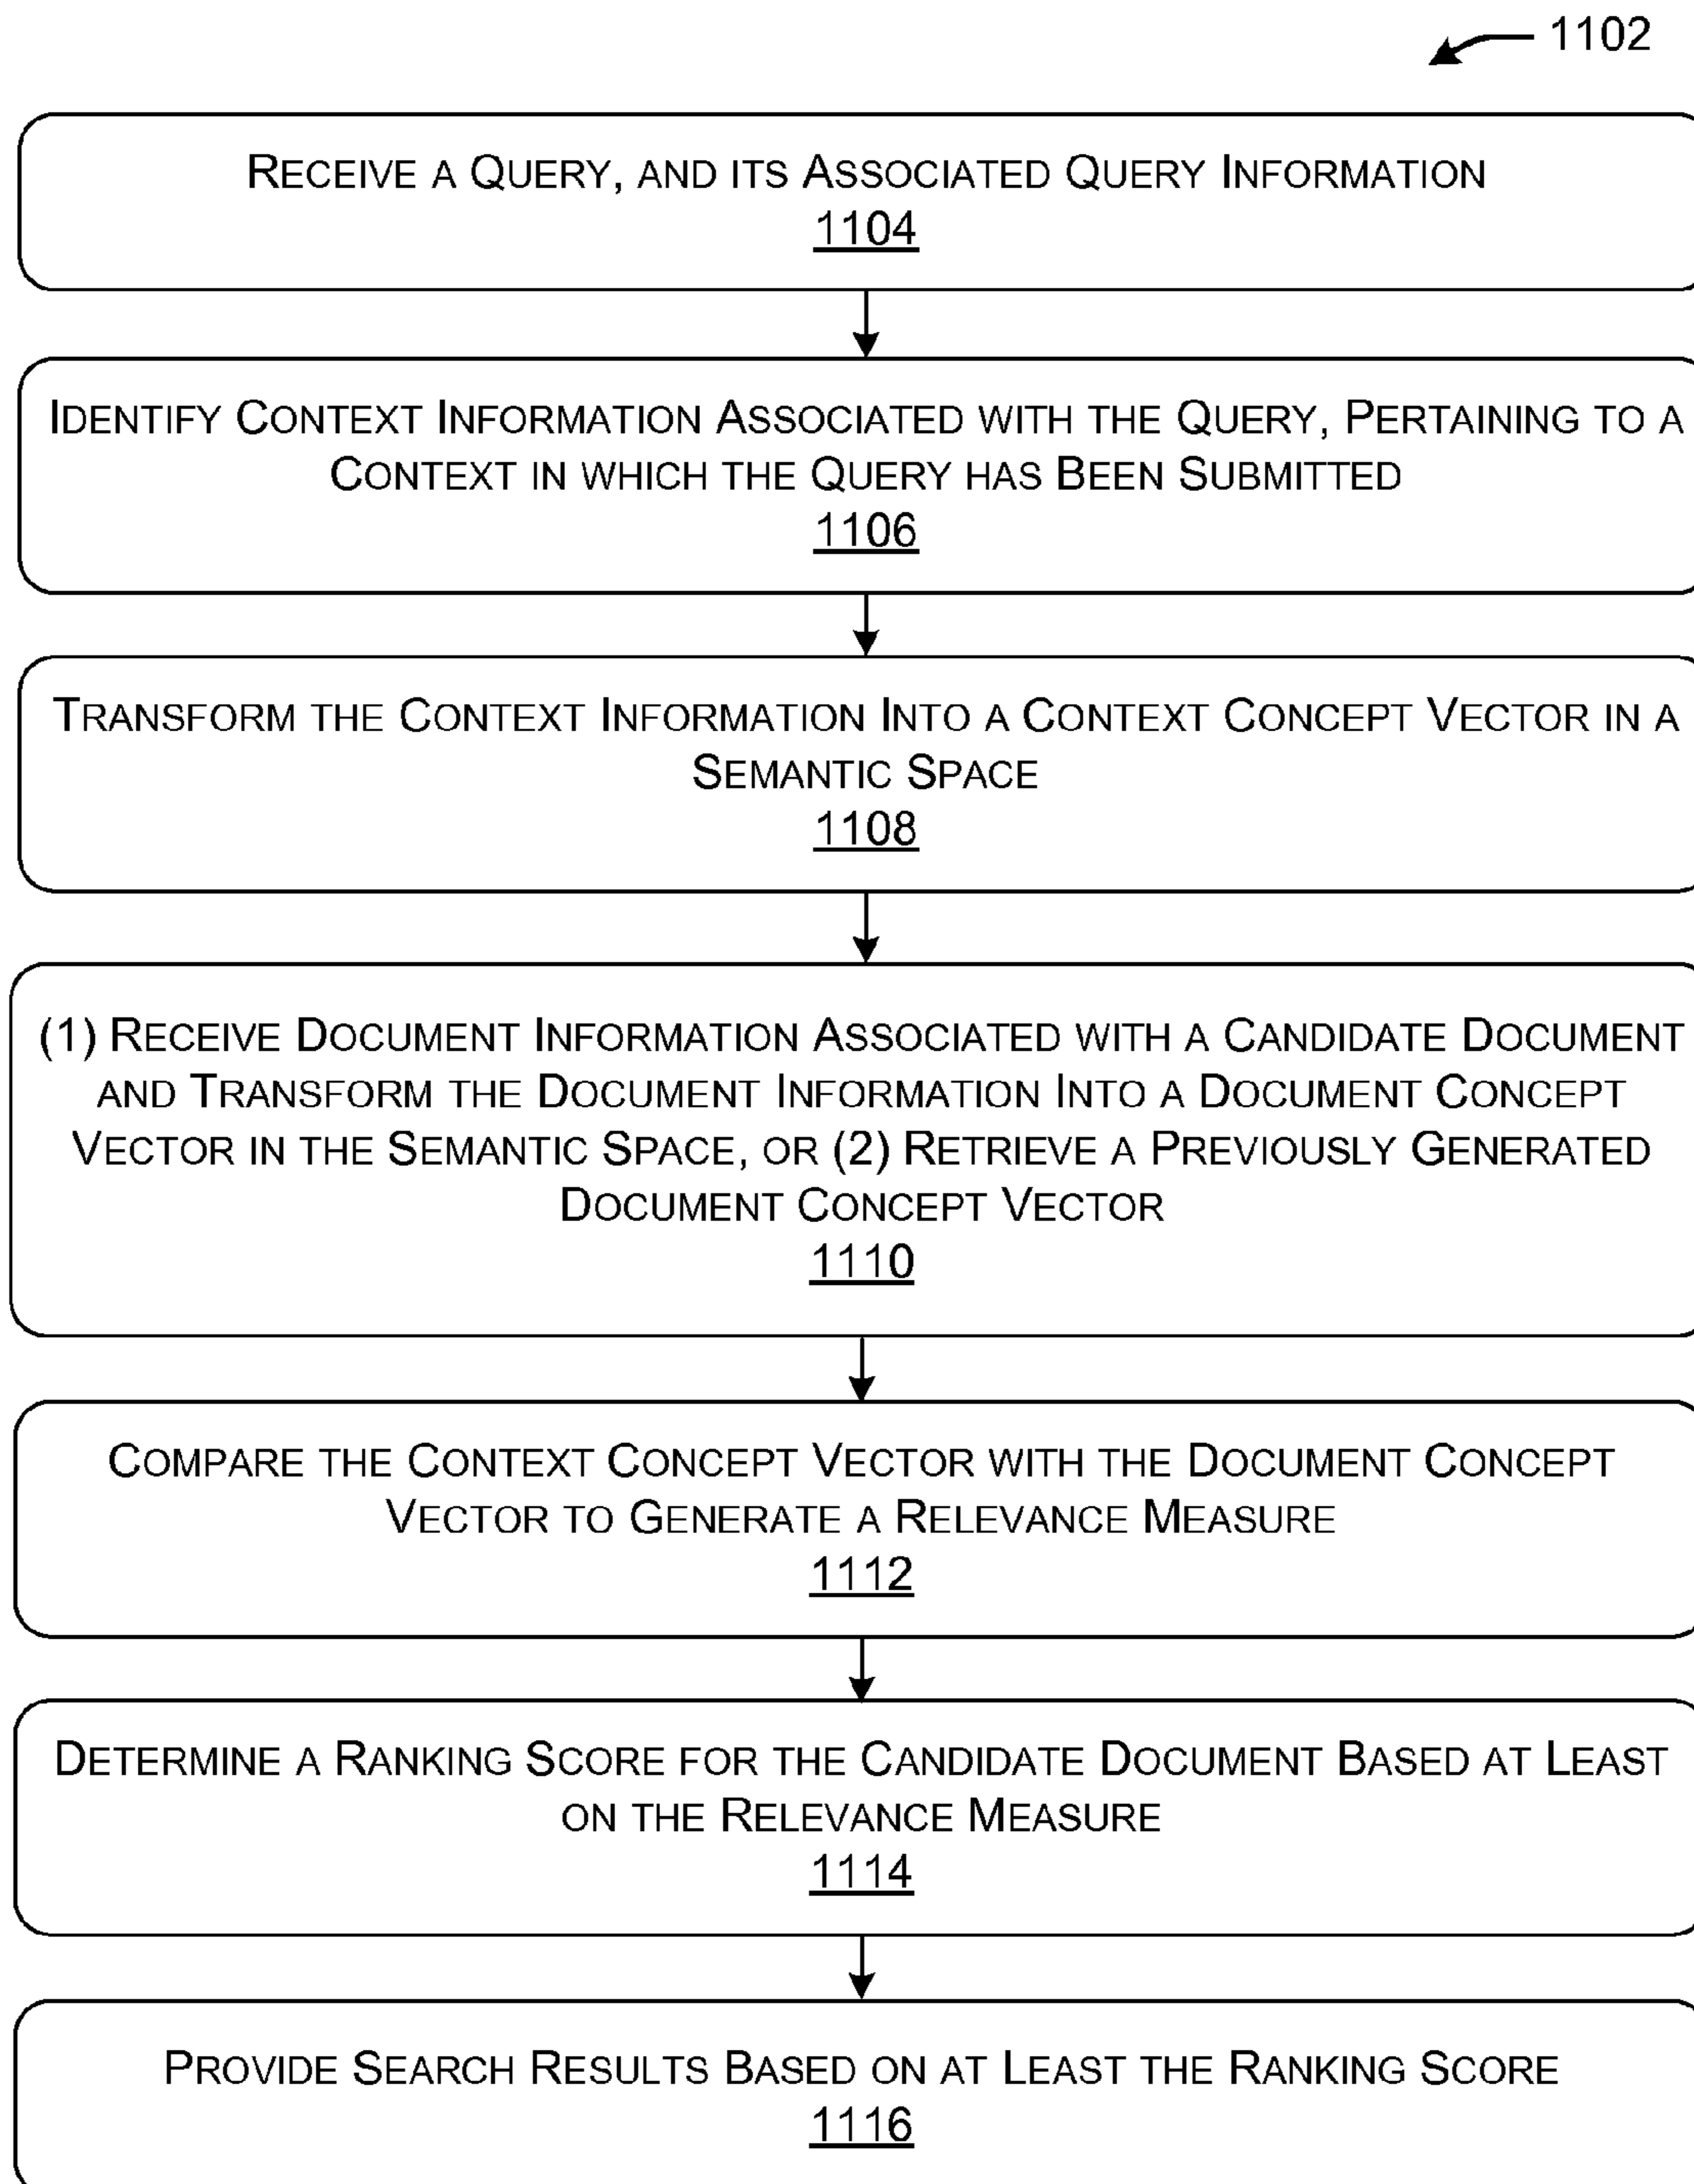 1102
RECEIVE A QUERY, AND ITS ASSOCIATED QUERY INFORMATION
1104
IDENTIFY CONTEXT INFORMATION ASSOCIATED WITH THE QUERY, PERTAINING TO A
CONTEXT IN WHICH THE QUERY HAS BEEN SUBMITTED
1106
TRANSFORM THE CONTEXT INFORMATION INTO A CONTEXT CONCEPT VECTOR IN A
SEMANTIC SPACE
1108
(1) RECEIVE DOCUMENT INFORMATION ASSOCIATED WITH A CANDIDATE DOCUMENT
AND TRANSFORM THE DOCUMENT INFORMATION INTO A DOCUMENT CONCEPT
VECTOR IN THE SEMANTIC SPACE, OR (2) RETRIEVE A PREVIOUSLY GENERATED
DOCUMENT CONCEPT VECTOR
1110
COMPARE THE CONTEXT CONCEPT VECTOR WITH THE DOCUMENT CONCEPT
VECTOR TO GENERATE A RELEVANCE MEASURE
1112
DETERMINE A RANKING SCORE FOR THE CANDIDATE DOCUMENT BASED AT LEAST
ON THE RELEVANCE MEASURE
1114
PROVIDE SEARCH RESULTS BASED ON AT LEAST THE RANKING SCORE
1116